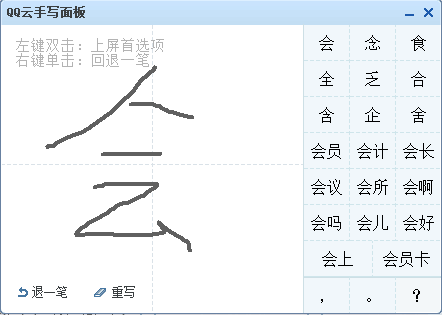 QQ云手写面板
左键双击：上屏首选项
右键单击：回退一笔
会
会 念 食
全 乏 合
含 企 舍
会员 会计 会长
会议 会所 会啊
会吗 会儿 会好
会上 会员卡
退一笔 重写 ， 。 ？